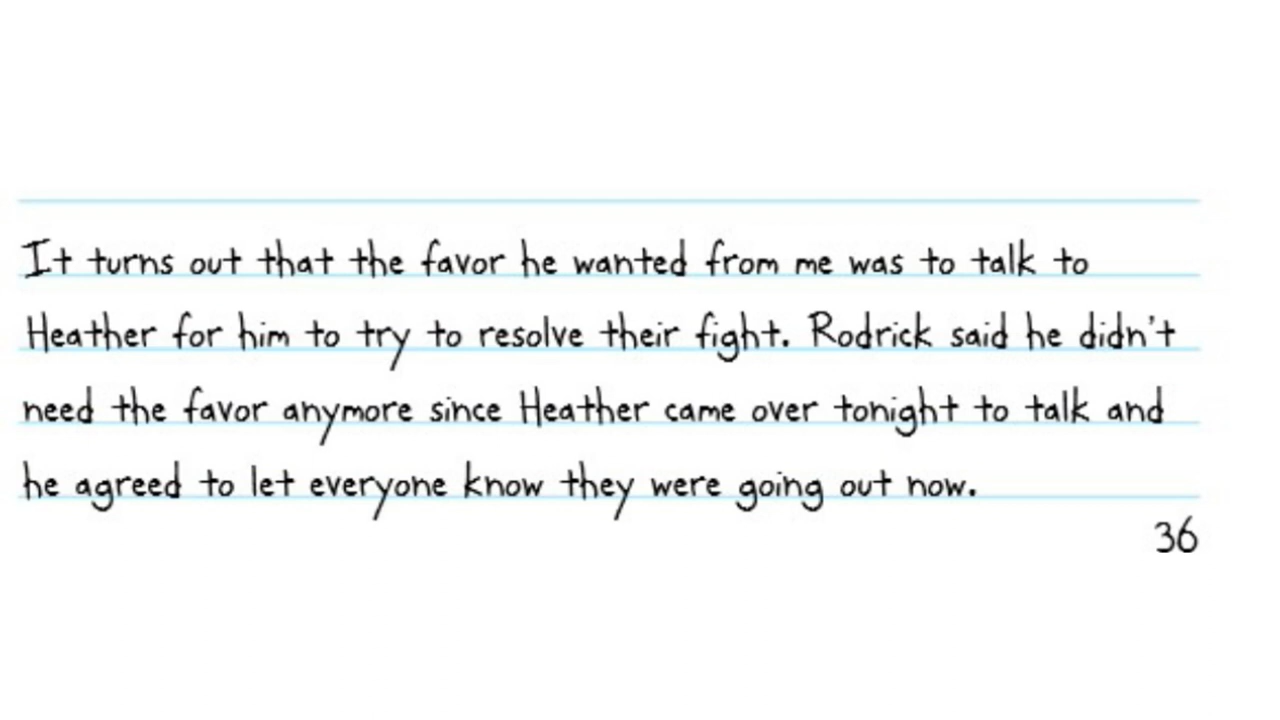 It turns out that the favor he wanted from me was to talk to
Heather for him to try to resolve their fight. Rodrick said he didn't
need the favor anymore since Heather came over tonight to talk and
he agreed to let everyone know they were going out now.
36